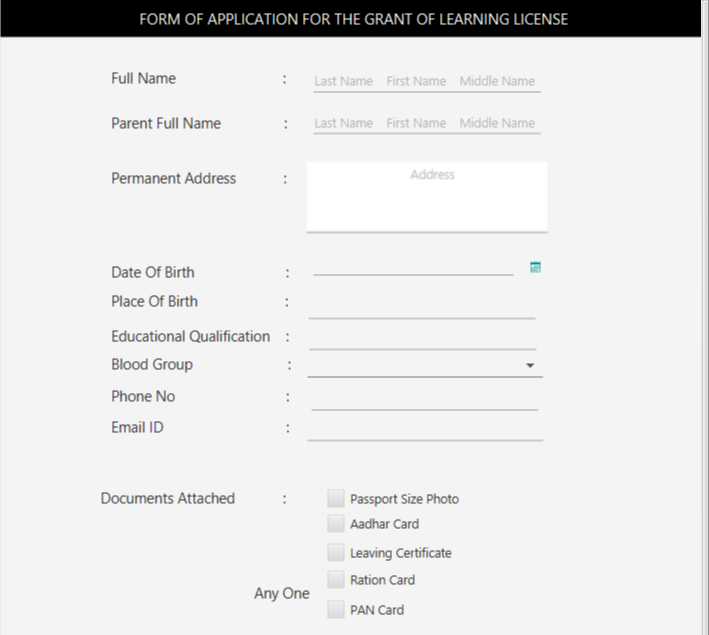 FORM OF APPLICATION FOR THE GRANT OF LEARNING LICENSE
Full Name : Last Name First Name Middle Name
Parent Full Name : Last Name First Name Middle Name
Permanent Address : Address
Date Of Birth :
Place Of Birth :
Educational Qualification :
Blood Group :
Phone No :
Email ID :
Documents Attached : Passport Size Photo
Aadhar Card
Leaving Certificate
Ration Card
Any One
PAN Card